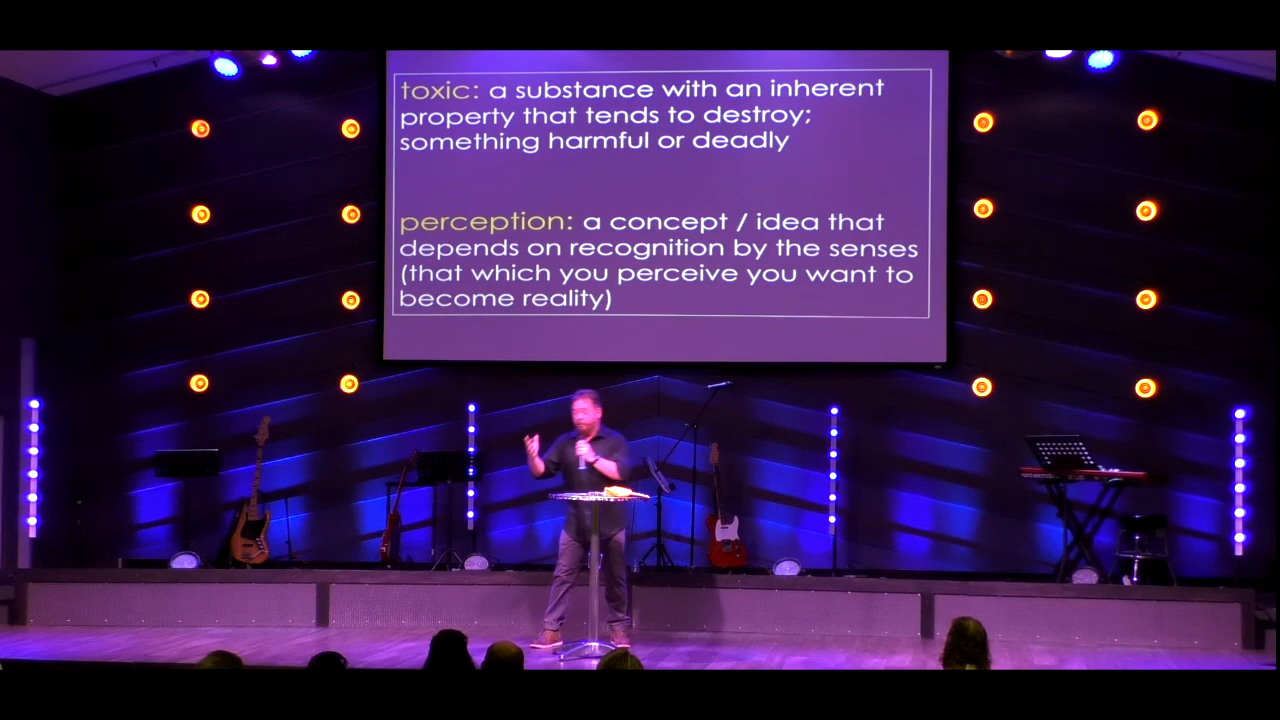 toxic: a substance with an inherent
property that tends to destroy;
something harmful or deadly
perception: a concept / idea that
depends on recognition by the senses
(that which you perceive you want to
become reality)